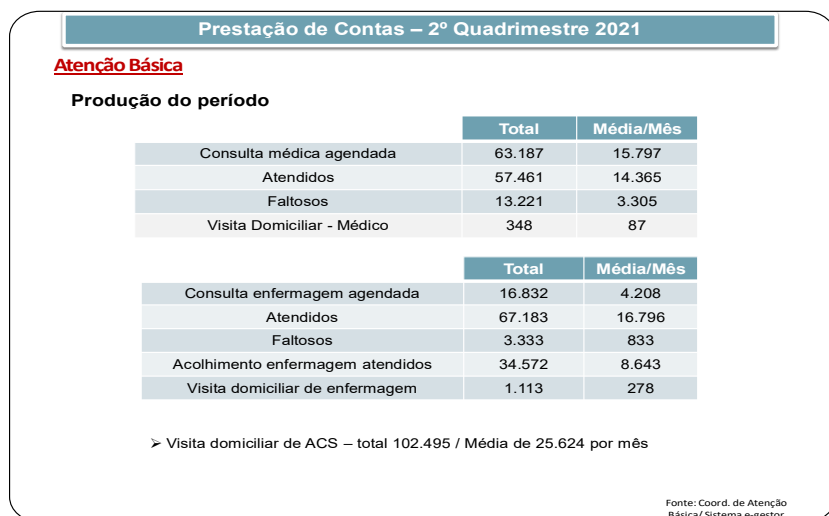 Prestação de Contas – 2º Quadrimestre 2021
Atenção Básica
Produção do período
Total Média/Mês
Consulta médica agendada 63.187 15.797
Atendidos 57.461 14.365
Faltosos 13.221 3.305
Visita Domiciliar - Médico 348 87
Total Média/Mês
Consulta enfermagem agendada 16.832 4.208
Atendidos 67.183 16.796
Faltosos 3.333 833
Acolhimento enfermagem atendidos 34.572 8.643
Visita domiciliar de enfermagem 1.113 278
➢ Visita domiciliar de ACS – total 102.495 / Média de 25.624 por mês
Fonte: Coord. de Atenção
Básica/ Sistema e-gestor